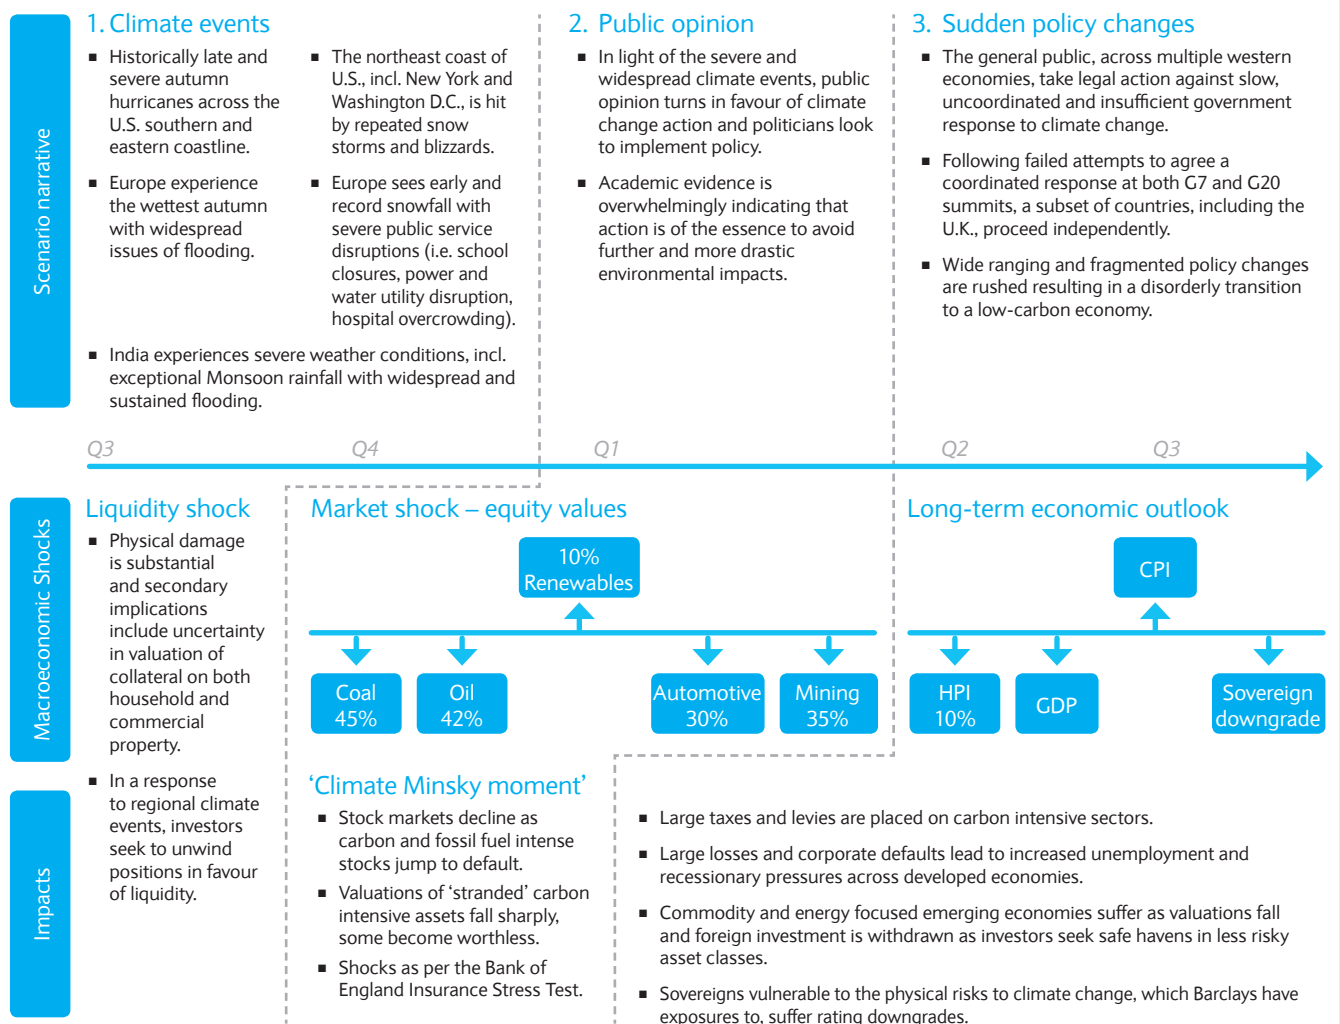 Scenario narrative
1. Climate events
■ Historically late and
severe autumn
hurricanes across the
U.S. southern and
eastern coastline.
■ Europe experience
the wettest autumn
with widespread
issues of flooding.
■ The northeast coast of
U.S., incl. New York and
Washington D.C., is hit
by repeated snow
storms and blizzards.
■ Europe sees early and
record snowfall with
severe public service
disruptions (i.e. school
closures, power and
water utility disruption,
hospital overcrowding).
■ India experiences severe weather conditions, incl.
exceptional Monsoon rainfall with widespread and
sustained flooding.
2. Public opinion
■ In light of the severe and
widespread climate events, public
opinion turns in favour of climate
change action and politicians look
to implement policy.
■ Academic evidence is
overwhelmingly indicating that
action is of the essence to avoid
further and more drastic
environmental impacts.
3. Sudden policy changes
■ The general public, across multiple western
economies, take legal action against slow,
uncoordinated and insufficient government
response to climate change.
■ Following failed attempts to agree a
coordinated response at both G7 and G20
summits, a subset of countries, including the
U.K., proceed independently.
■ Wide ranging and fragmented policy changes
are rushed resulting in a disorderly transition
to a low-carbon economy.
Q3
Q4
Q1
Q2
Q3
Macroeconomic Shocks
Liquidity shock
■ Physical damage
is substantial
and secondary
implications
include uncertainty
in valuation of
collateral on both
household and
commercial
property.
■ In a response
to regional climate
events, investors
seek to unwind
positions in favour
of liquidity.
Market shock – equity values
10%
Renewables
Coal
45%
Oil
42%
Automotive
30%
Mining
35%
Long-term economic outlook
CPI
HPI
10%
GDP
Sovereign
downgrade
Impacts
‘Climate Minsky moment’
■ Stock markets decline as
carbon and fossil fuel intense
stocks jump to default.
■ Valuations of ‘stranded’ carbon
intensive assets fall sharply,
some become worthless.
■ Shocks as per the Bank of
England Insurance Stress Test.
■ Large taxes and levies are placed on carbon intensive sectors.
■ Large losses and corporate defaults lead to increased unemployment and
recessionary pressures across developed economies.
■ Commodity and energy focused emerging economies suffer as valuations fall
and foreign investment is withdrawn as investors seek safe havens in less risky
asset classes.
■ Sovereigns vulnerable to the physical risks to climate change, which Barclays have
exposures to, suffer rating downgrades.